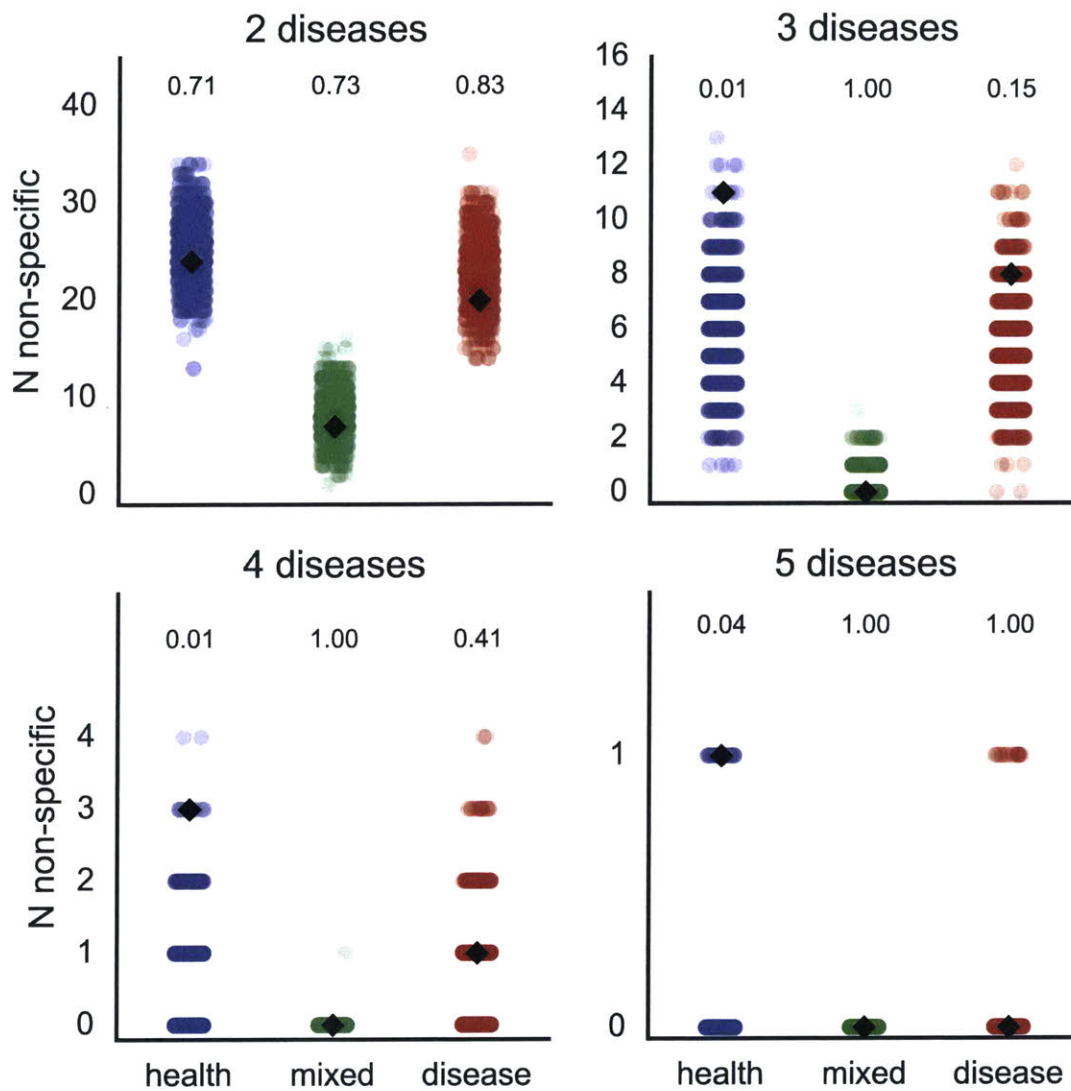 2 diseases
N non-specific
40
30
20
10
0
0.71 0.73 0.83
3 diseases
16
14
12
10
8
6
4
2
0
0.01 1.00 0.15
4 diseases
N non-specific
4
3
2
1
0
0.01 1.00 0.41
health mixed disease
5 diseases
1
0
0.04 1.00 1.00
health mixed disease